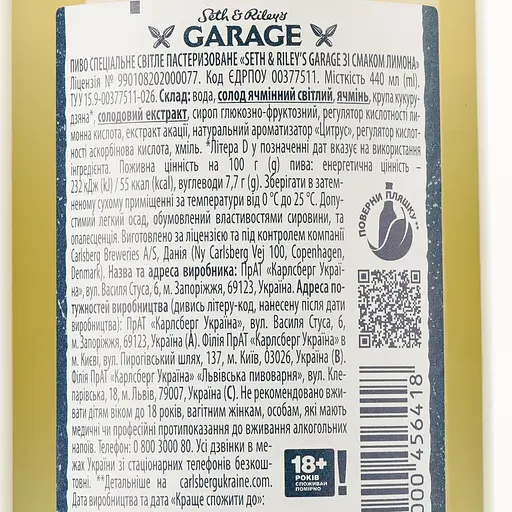 Seth & Riley's
GARAGE
ПИВО СПЕЦІАЛЬНЕ СВІТЛЕ ПАСТЕРИЗОВАНЕ «SETH & RILEY'S GARAGE ЗІ СМАКОМ ЛИМОНА»
Ліцензія № 990108202000077. Код ЄДРПОУ 00377511. Місткість 440 мл (ml).
ТУ У 15.9-00377511-026. Склад: вода, солод ячмінний світлий, ячмінь, крупа кукуру-
дзяна*, солодовий екстракт, сироп глюкозно-фруктозний, регулятор кислотності ли-
монна кислота, екстракт акації, натуральний ароматизатор «Цитрус», регулятор кислот-
ності аскорбінова кислота, хміль. *Літера D у позначенні дат вказує на використання
інгредієнта. Поживна цінність на 100 г (g) пива: енергетична цінність –
232 кДж (kJ) / 55 ккал (kcal), вуглеводи 7,7 г (g). Зберігати в затем-
неному сухому приміщенні за температури від 0 °С до 25 °С. Допу-
стимий легкий осад, обумовлений властивостями сировини, та
опалесценція. Виготовлено за ліцензією та під контролем компанії
Carlsberg Breweries A/S, Данія (Ny Carlsberg Vej 100, Copenhagen,
Denmark). Назва та адреса виробника: ПрАТ «Карлсберг Украї-
на», вул. Василя Стуса, 6, м. Запоріжжя, 69123, Україна. Адреса по-
тужностей виробництва (дивись літеру-код, нанесену після дати
виробництва): ПрАТ «Карлсберг Україна», вул. Василя Стуса, 6,
м. Запоріжжя, 69123, Україна (А). Філія ПрАТ «Карлсберг Україна» в
м. Києві, вул. Пирогівський шлях, 137, м. Київ, 03026, Україна (В).
Філія ПрАТ «Карлсберг Україна» «Львівська пивоварня», вул. Кле-
парівська, 18, м. Львів, 79007, Україна (С). Не рекомендовано вжи-
вати дітям віком до 18 років, вагітним жінкам, особам, які мають
медичні чи професійні протипоказання до вживання алкогольних
напоїв. Телефон: 0 800 3000 80. Усі дзвінки в ме-
жах України зі стаціонарних телефонів безкош-
товні. **Детальніше на carlsbergukraine.com.
Дата виробництва та дата «Краще спожити до»:
ПОВЕРНИ ПЛЯШКУ**
18+
РОКІВ
СПОЖИВАЙ
ПОМІРНО
000 456418